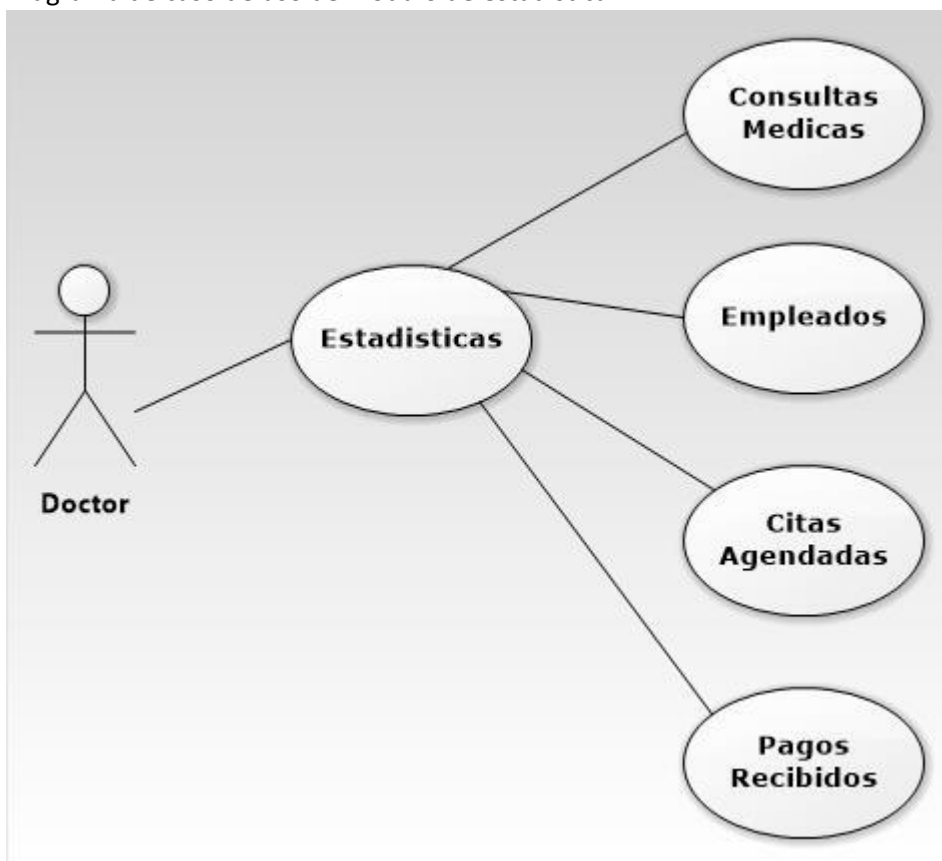 Consultas
Medicas
Empleados
Estadisticas
Doctor
Citas
Agendadas
Pagos
Recibidos